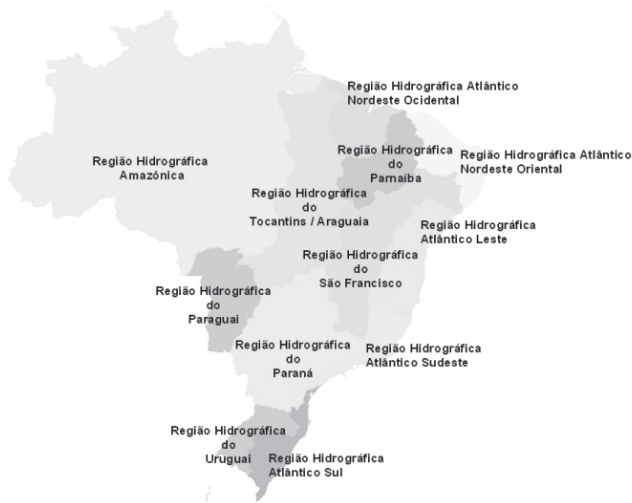 Região Hidrográfica Atlântico
Nordeste Ocidental
Região Hidrográfica
do
Parnaíba
Região Hidrográfica Atlântico
Nordeste Oriental
Região Hidrográfica
Amazônica
Região Hidrográfica
do
Tocantins / Araguaia
Região Hidrográfica
Atlântico Leste
Região Hidrográfica
do
São Francisco
Região Hidrográfica
do
Paraguai
Região Hidrográfica
do
Paraná
Região Hidrográfica
Atlântico Sudeste
Região Hidrográfica
do
Uruguai
Região Hidrográfica
Atlântico Sul